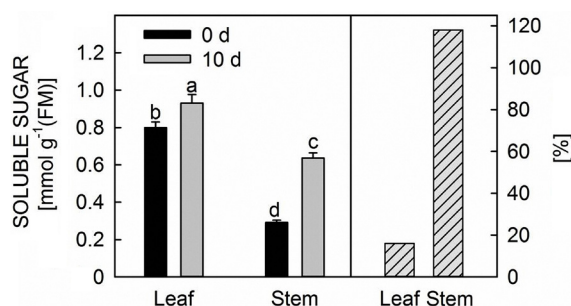 SOLUBLE SUGAR
[mmol g⁻¹(FM)]
1.2
1.0
0.8
0.6
0.4
0.2
0
0 d
10 d
b
a
d
c
120
100
80
60
40
20
0
[%]
Leaf Stem Leaf Stem